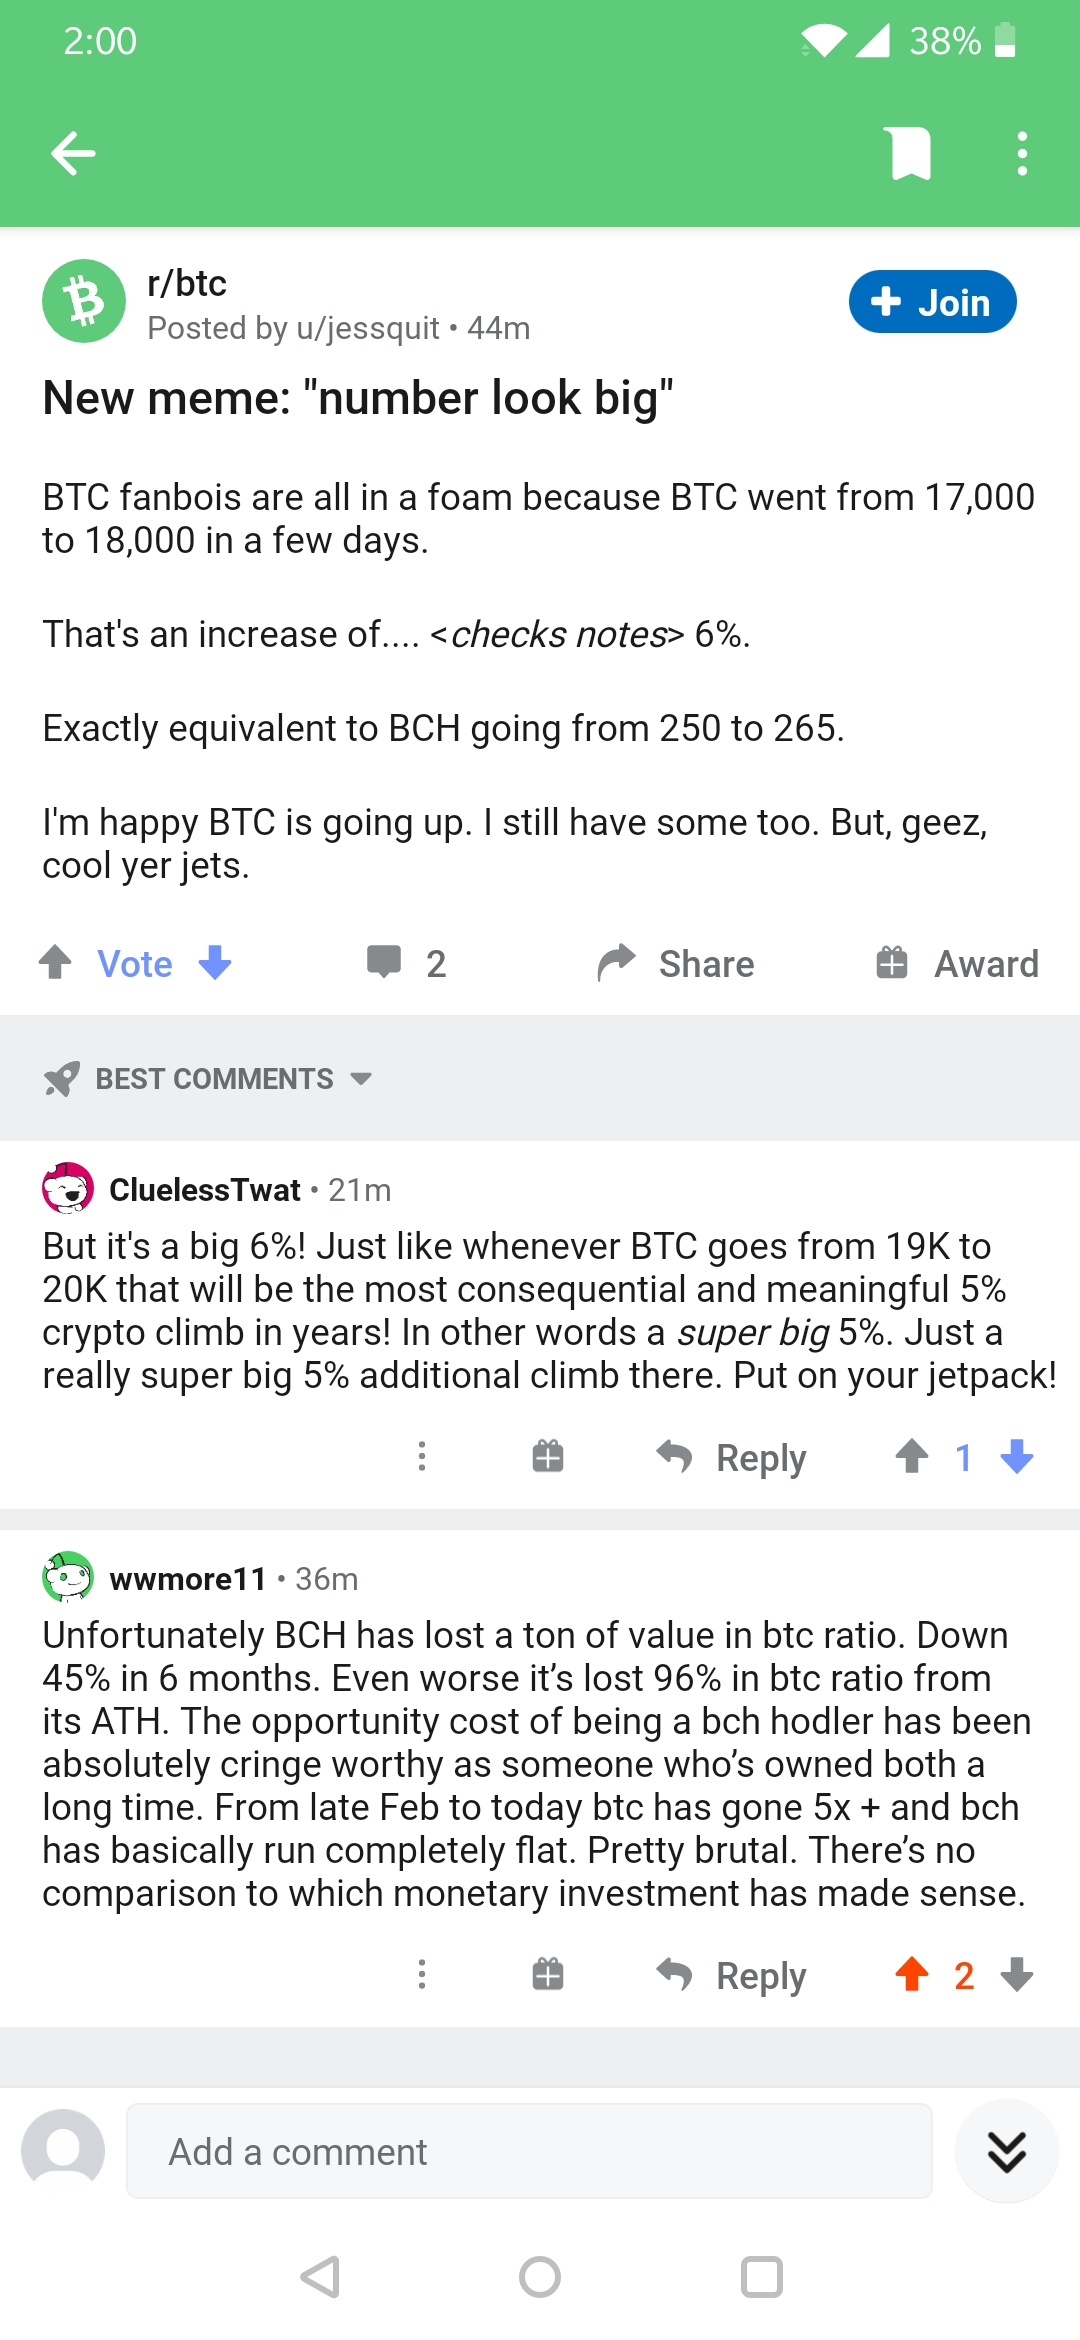 2:00 38%
r/btc
Posted by u/jessquit • 44m
+ Join
New meme: "number look big"
BTC fanbois are all in a foam because BTC went from 17,000
to 18,000 in a few days.
That's an increase of.... <checks notes> 6%.
Exactly equivalent to BCH going from 250 to 265.
I'm happy BTC is going up. I still have some too. But, geez,
cool yer jets.
Vote 2 Share Award
BEST COMMENTS
CluelessTwat • 21m
But it's a big 6%! Just like whenever BTC goes from 19K to
20K that will be the most consequential and meaningful 5%
crypto climb in years! In other words a super big 5%. Just a
really super big 5% additional climb there. Put on your jetpack!
Reply 1
wwmore11 • 36m
Unfortunately BCH has lost a ton of value in btc ratio. Down
45% in 6 months. Even worse it’s lost 96% in btc ratio from
its ATH. The opportunity cost of being a bch hodler has been
absolutely cringe worthy as someone who’s owned both a
long time. From late Feb to today btc has gone 5x + and bch
has basically run completely flat. Pretty brutal. There’s no
comparison to which monetary investment has made sense.
Reply 2
Add a comment